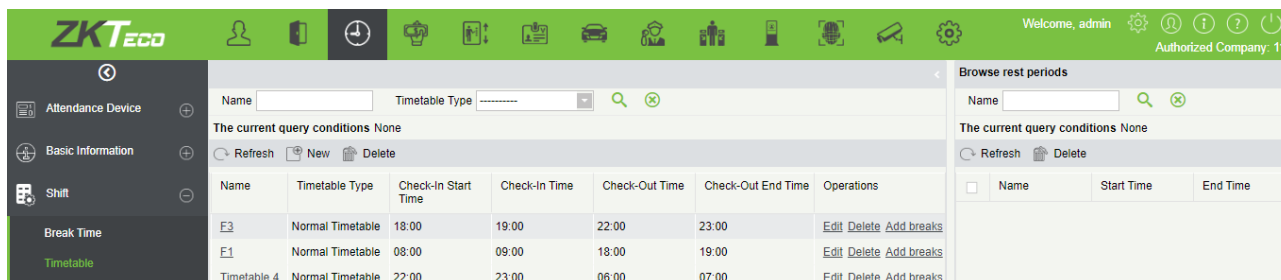 ZKTeco
Welcome, admin
Authorized Company: 1
Attendance Device
Basic Information
Shift
Break Time
Timetable
Name Timetable Type ----------
The current query conditions None
Refresh New Delete
Name Timetable Type Check-In Start Time Check-In Time Check-Out Time Check-Out End Time Operations
F3 Normal Timetable 18:00 19:00 22:00 23:00 Edit Delete Add breaks
F1 Normal Timetable 08:00 09:00 18:00 19:00 Edit Delete Add breaks
Timetable 4 Normal Timetable 22:00 23:00 06:00 07:00 Edit Delete Add breaks
Browse rest periods
Name
The current query conditions None
Refresh Delete
Name Start Time End Time